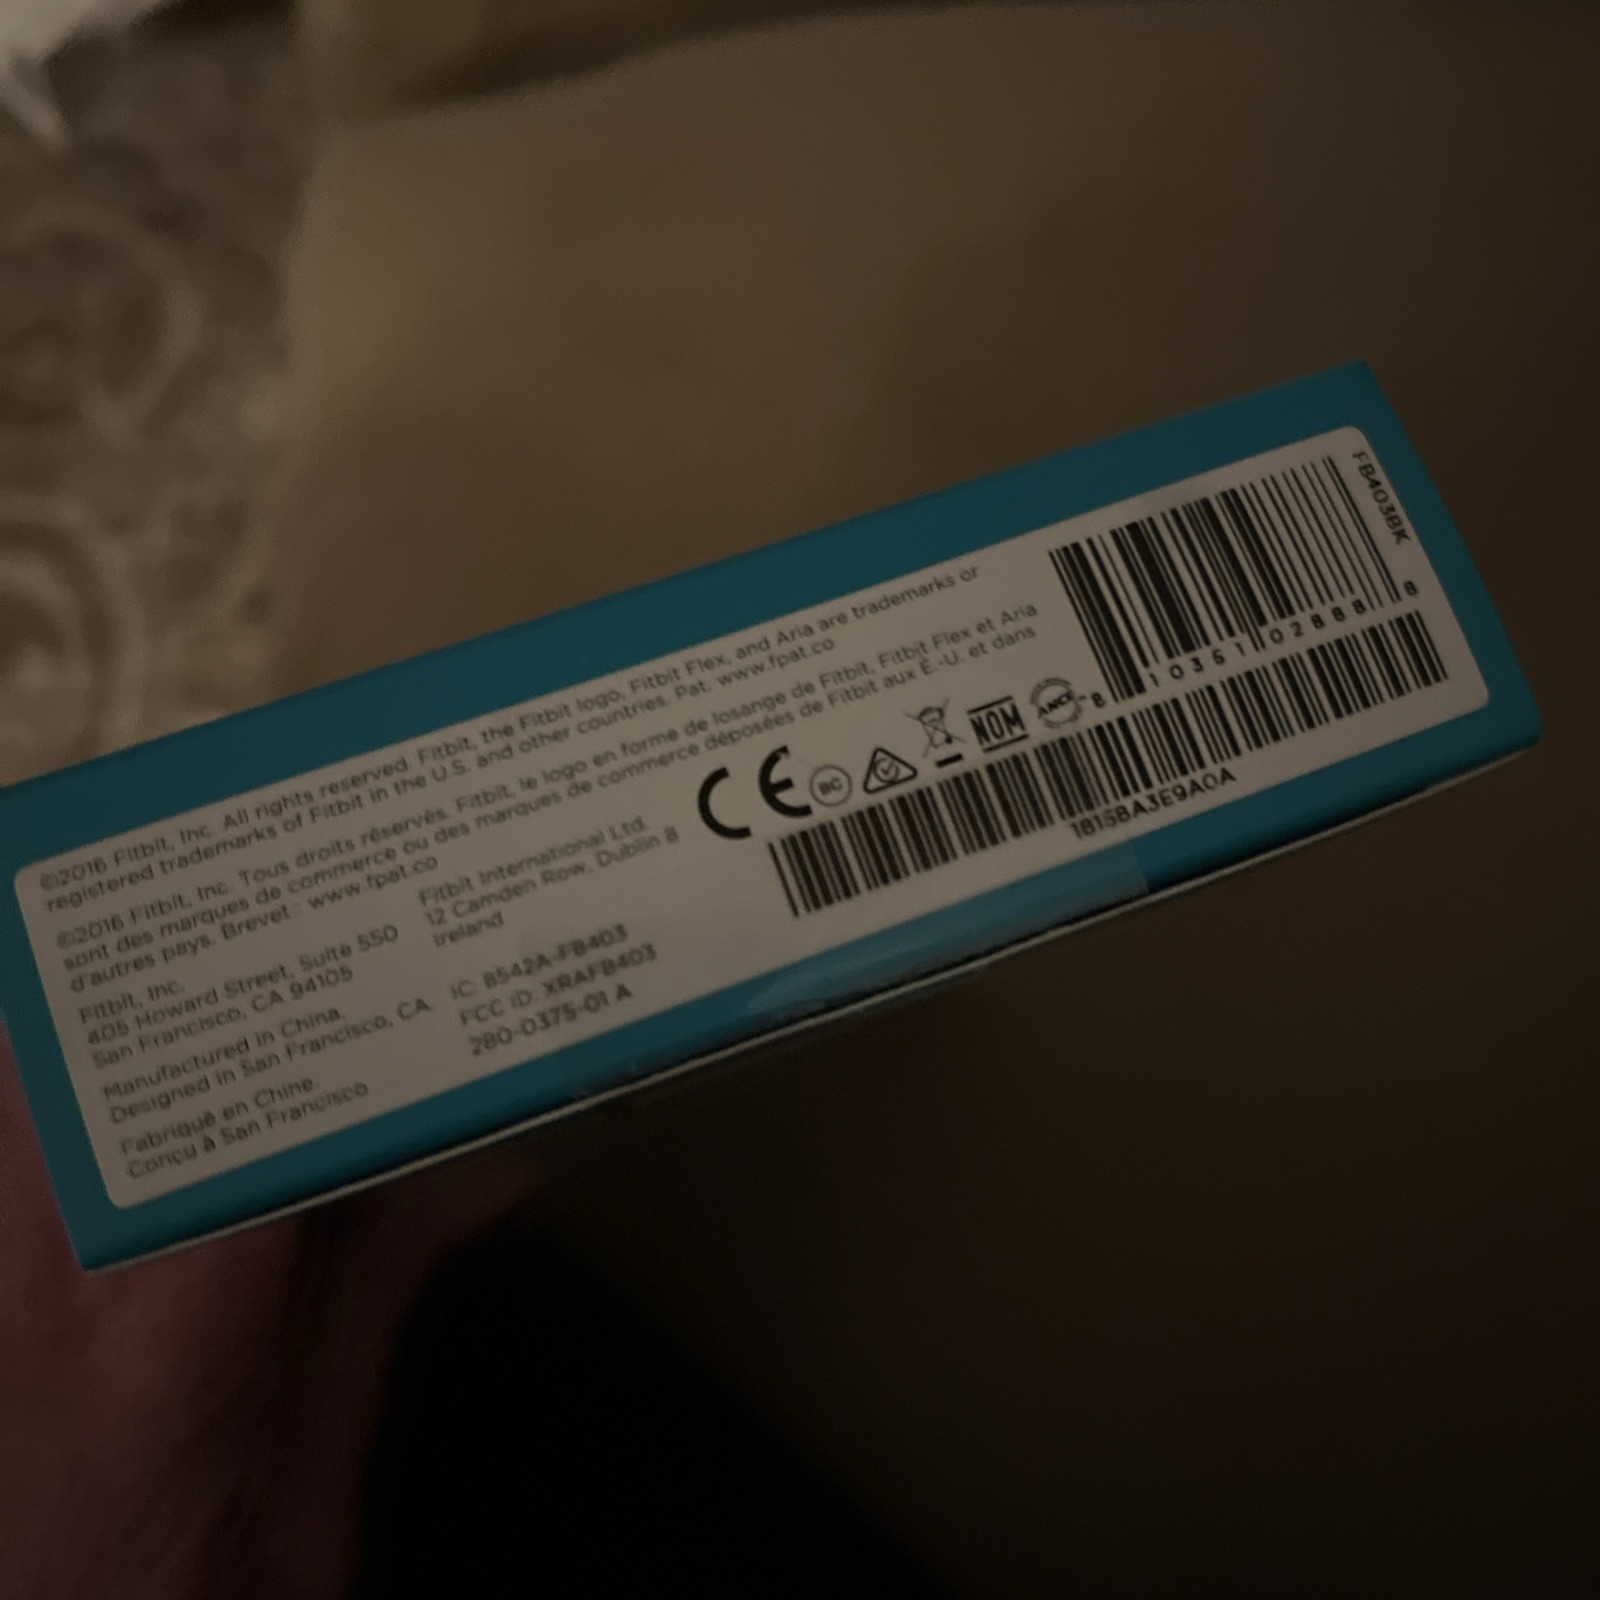 ©2016 Fitbit, Inc. All rights reserved. Fitbit, the Fitbit logo, Fitbit Flex, and Aria are trademarks or
registered trademarks of Fitbit in the U.S. and other countries. Pat. www.fpat.co
©2016 Fitbit, Inc. Tous droits réservés. Fitbit, le logo en forme de losange de Fitbit, Fitbit Flex et Aria
sont des marques de commerce ou des marques de commerce déposées de Fitbit aux É.-U. et dans
d'autres pays. Brevet : www.fpat.co
Fitbit, Inc.
405 Howard Street, Suite 550
San Francisco, CA 94105
Manufactured in China.
Designed in San Francisco, CA.
Fabriqué en Chine.
Conçu à San Francisco
Fitbit International Ltd.
12 Camden Row, Dublin 8
Ireland
IC: 8542A-FB403
FCC ID: XRAFB403
280-0375-01 A
CE BC NOM ANCE
8 10351 02888 8
FB403BK
1815BA3E9A0A